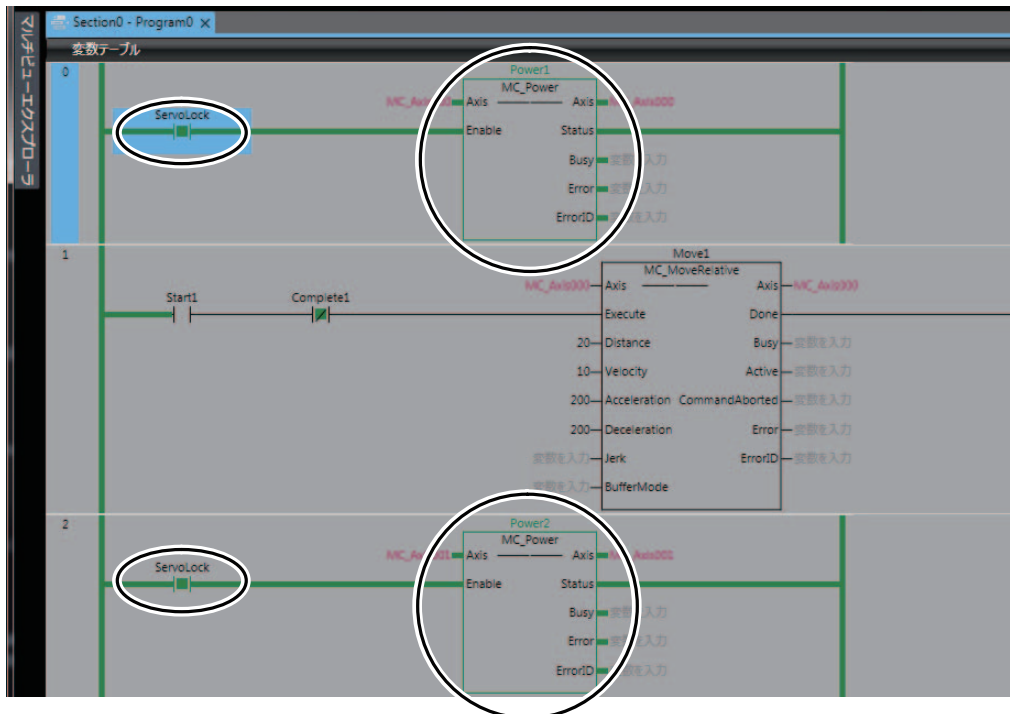 マルチビューエクスプローラ
Section0 - Program0 ×
変数テーブル
0
Power1
MC_Power
Axis Axis
ServoLock
Enable Status
Busy
Error
ErrorID
1
Move1
MC_MoveRelative
MC_Axis000 Axis Axis MC_Axis000
Start1 Complete1
Execute Done
20 Distance Busy 変数を入力
10 Velocity Active 変数を入力
200 Acceleration CommandAborted 変数を入力
200 Deceleration Error 変数を入力
変数を入力 Jerk ErrorID 変数を入力
変数を入力 BufferMode
2
Power2
MC_Power
Axis Axis
ServoLock
Enable Status
Busy
Error
ErrorID